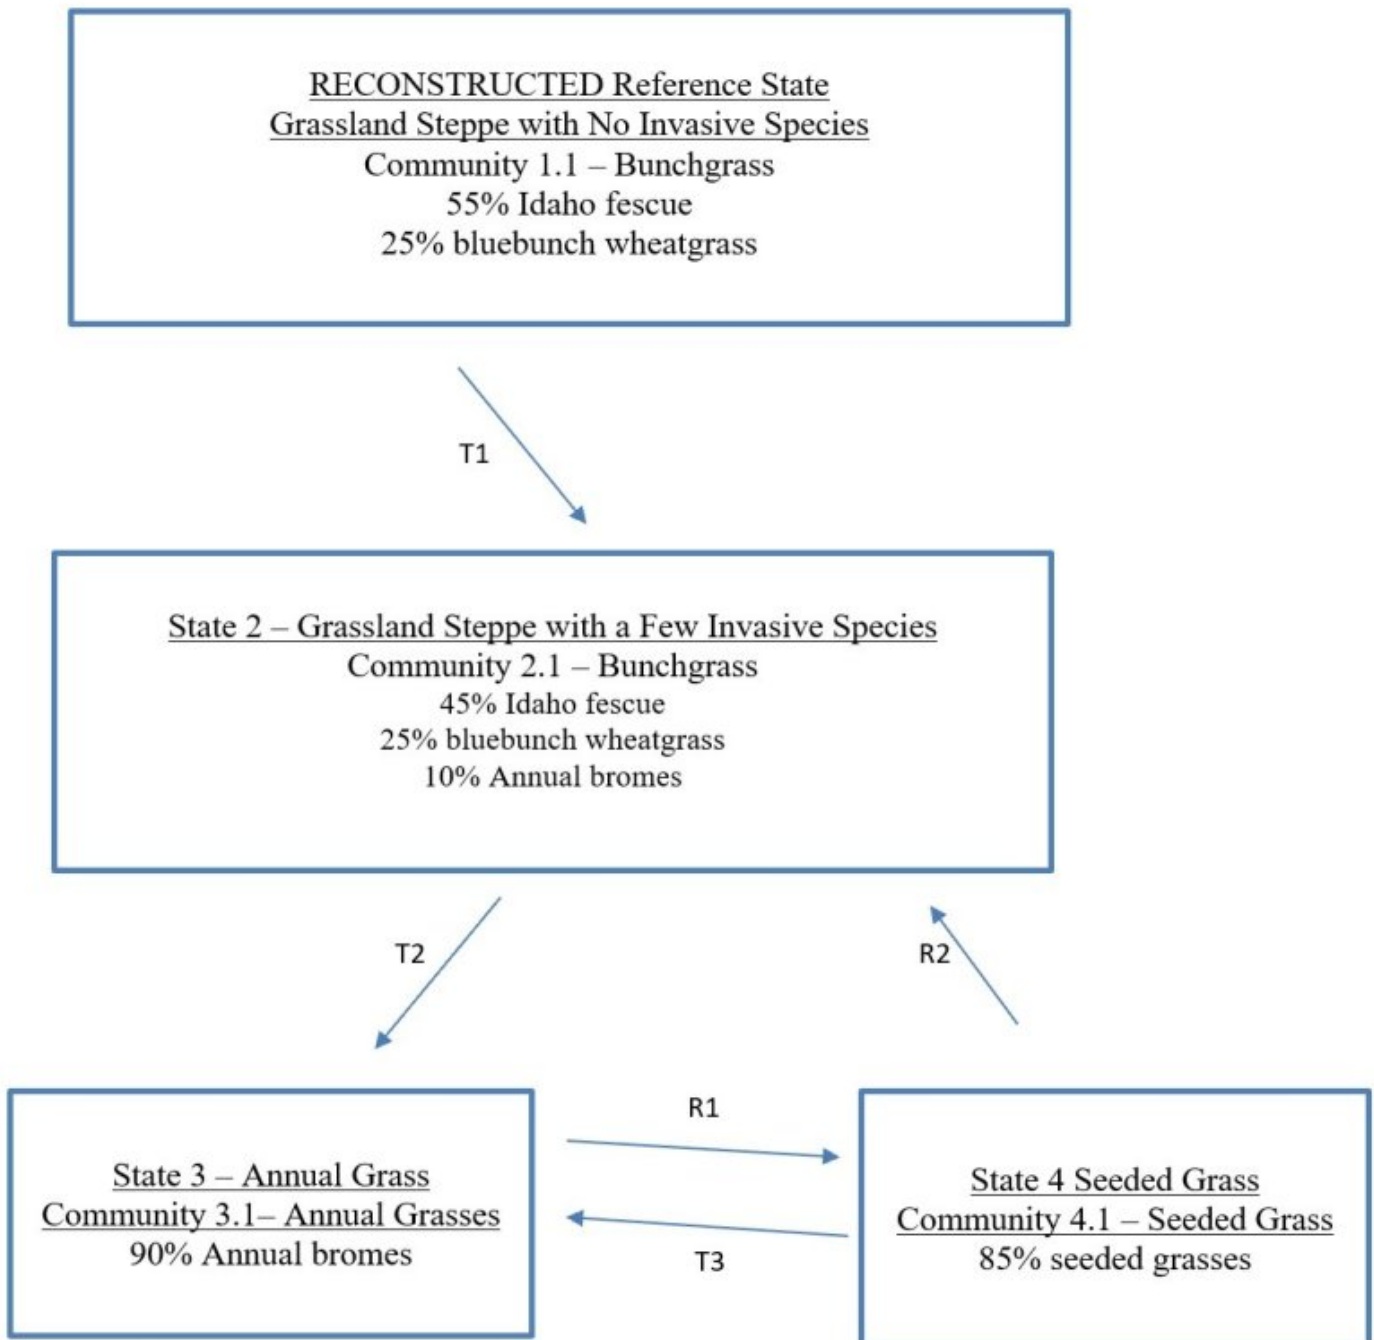 RECONSTRUCTED Reference State
Grassland Steppe with No Invasive Species
Community 1.1 – Bunchgrass
55% Idaho fescue
25% bluebunch wheatgrass
T1
State 2 – Grassland Steppe with a Few Invasive Species
Community 2.1 – Bunchgrass
45% Idaho fescue
25% bluebunch wheatgrass
10% Annual bromes
T2
R2
R1
T3
State 3 – Annual Grass
Community 3.1– Annual Grasses
90% Annual bromes
State 4 Seeded Grass
Community 4.1 – Seeded Grass
85% seeded grasses